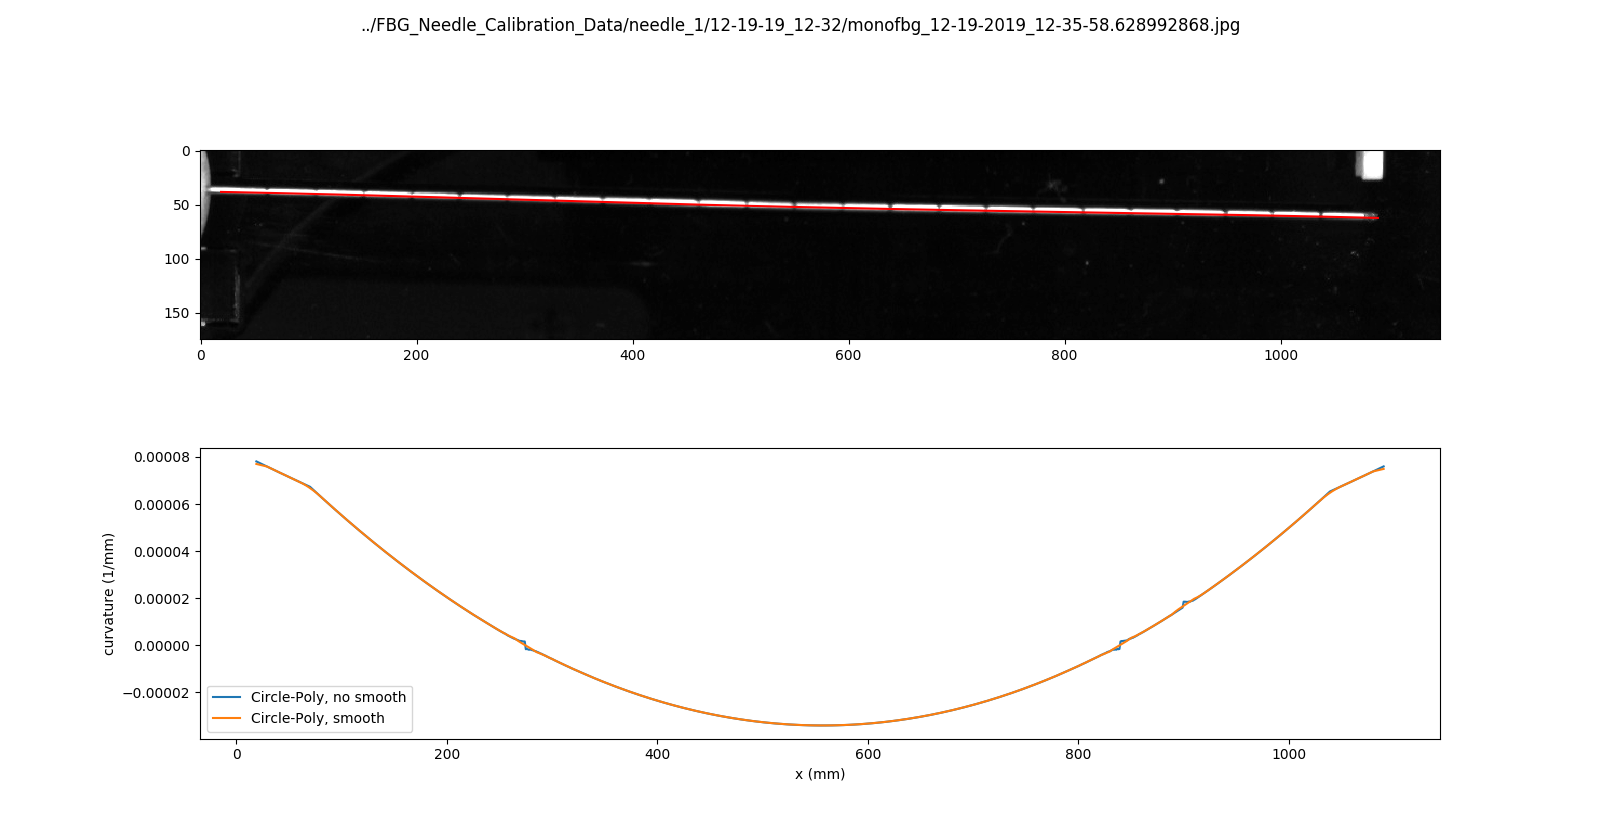 ../FBG_Needle_Calibration_Data/needle_1/12-19-19_12-32/monofbg_12-19-2019_12-35-58.628992868.jpg
0
50
100
150
0 200 400 600 800 1000
0.00008
0.00006
0.00004
0.00002
0.00000
−0.00002
curvature (1/mm)
Circle-Poly, no smooth
Circle-Poly, smooth
0 200 400 600 800 1000
x (mm)